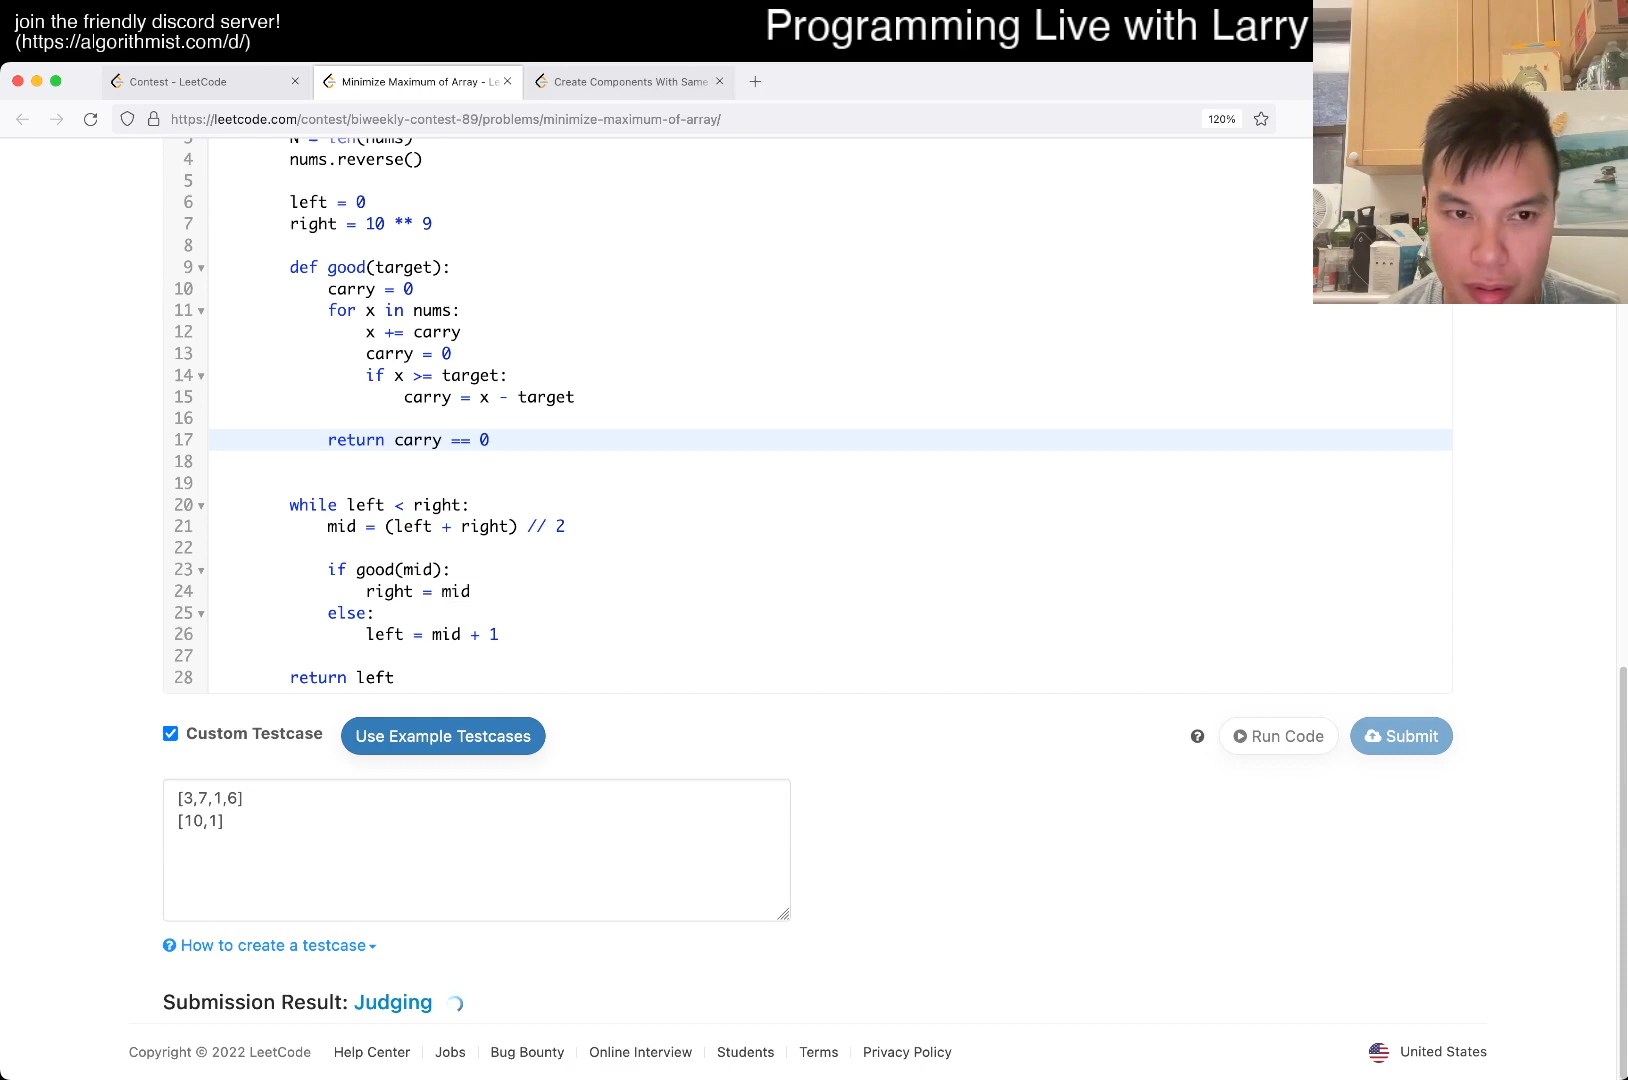 join the friendly discord server!
(https://algorithmist.com/d/)
Programming Live with Larry
Contest - LeetCode
Minimize Maximum of Array - Le
Create Components With Same
https://leetcode.com/contest/biweekly-contest-89/problems/minimize-maximum-of-array/
120%
3 N = len(nums)
4 nums.reverse()
5
6 left = 0
7 right = 10 ** 9
8
9 def good(target):
10 carry = 0
11 for x in nums:
12 x += carry
13 carry = 0
14 if x >= target:
15 carry = x - target
16
17 return carry == 0
18
19
20 while left < right:
21 mid = (left + right) // 2
22
23 if good(mid):
24 right = mid
25 else:
26 left = mid + 1
27
28 return left
Custom Testcase
Use Example Testcases
Run Code
Submit
[3,7,1,6]
[10,1]
How to create a testcase
Submission Result: Judging
Copyright © 2022 LeetCode
Help Center
Jobs
Bug Bounty
Online Interview
Students
Terms
Privacy Policy
United States